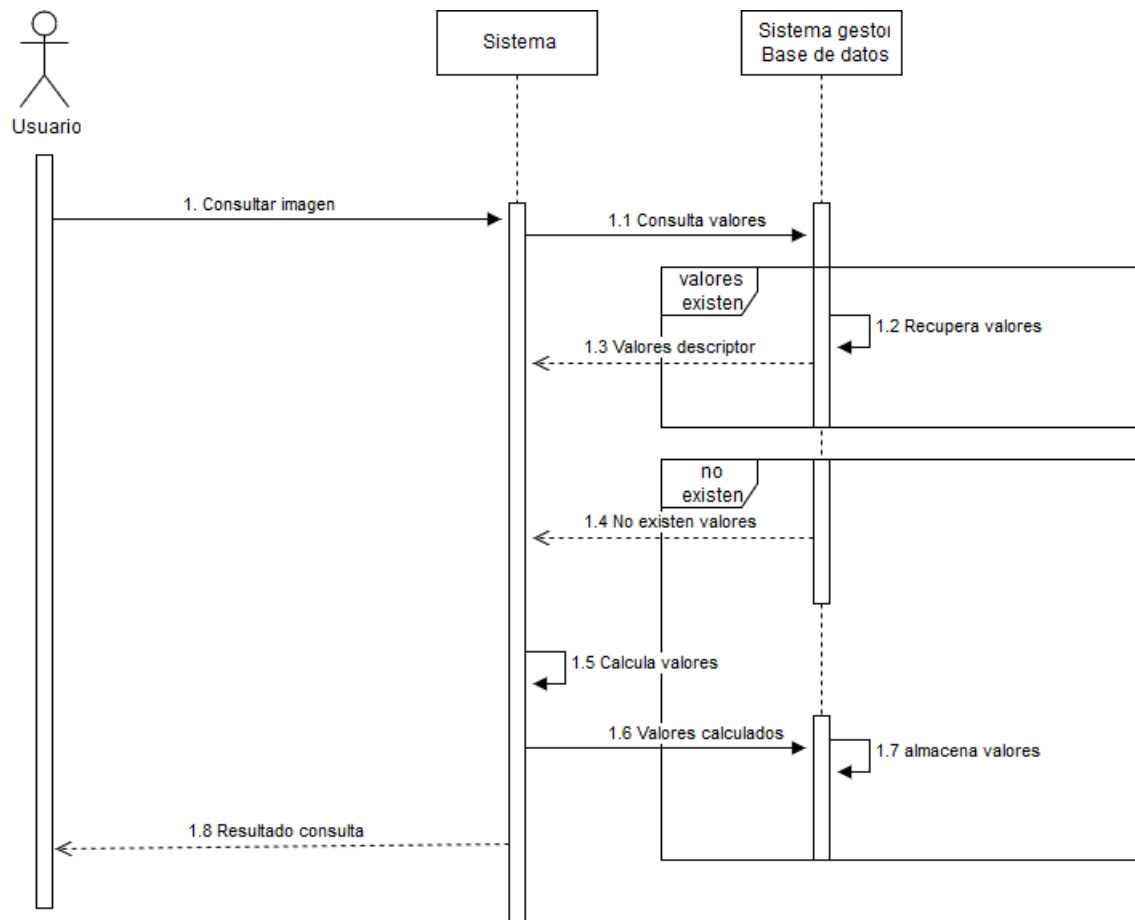 Sistema
Sistema gestor
Base de datos
Usuario
1. Consultar imagen
1.1 Consulta valores
valores
existen
1.2 Recupera valores
1.3 Valores descriptor
no
existen
1.4 No existen valores
1.5 Calcula valores
1.6 Valores calculados
1.7 almacena valores
1.8 Resultado consulta